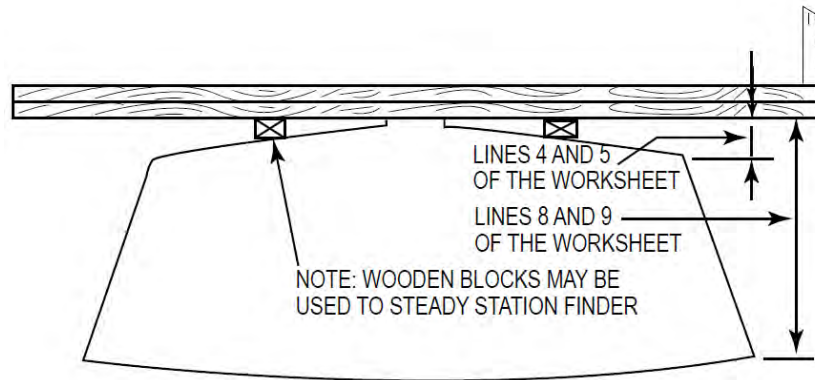 LINES 4 AND 5
OF THE WORKSHEET
LINES 8 AND 9
OF THE WORKSHEET
NOTE: WOODEN BLOCKS MAY BE
USED TO STEADY STATION FINDER